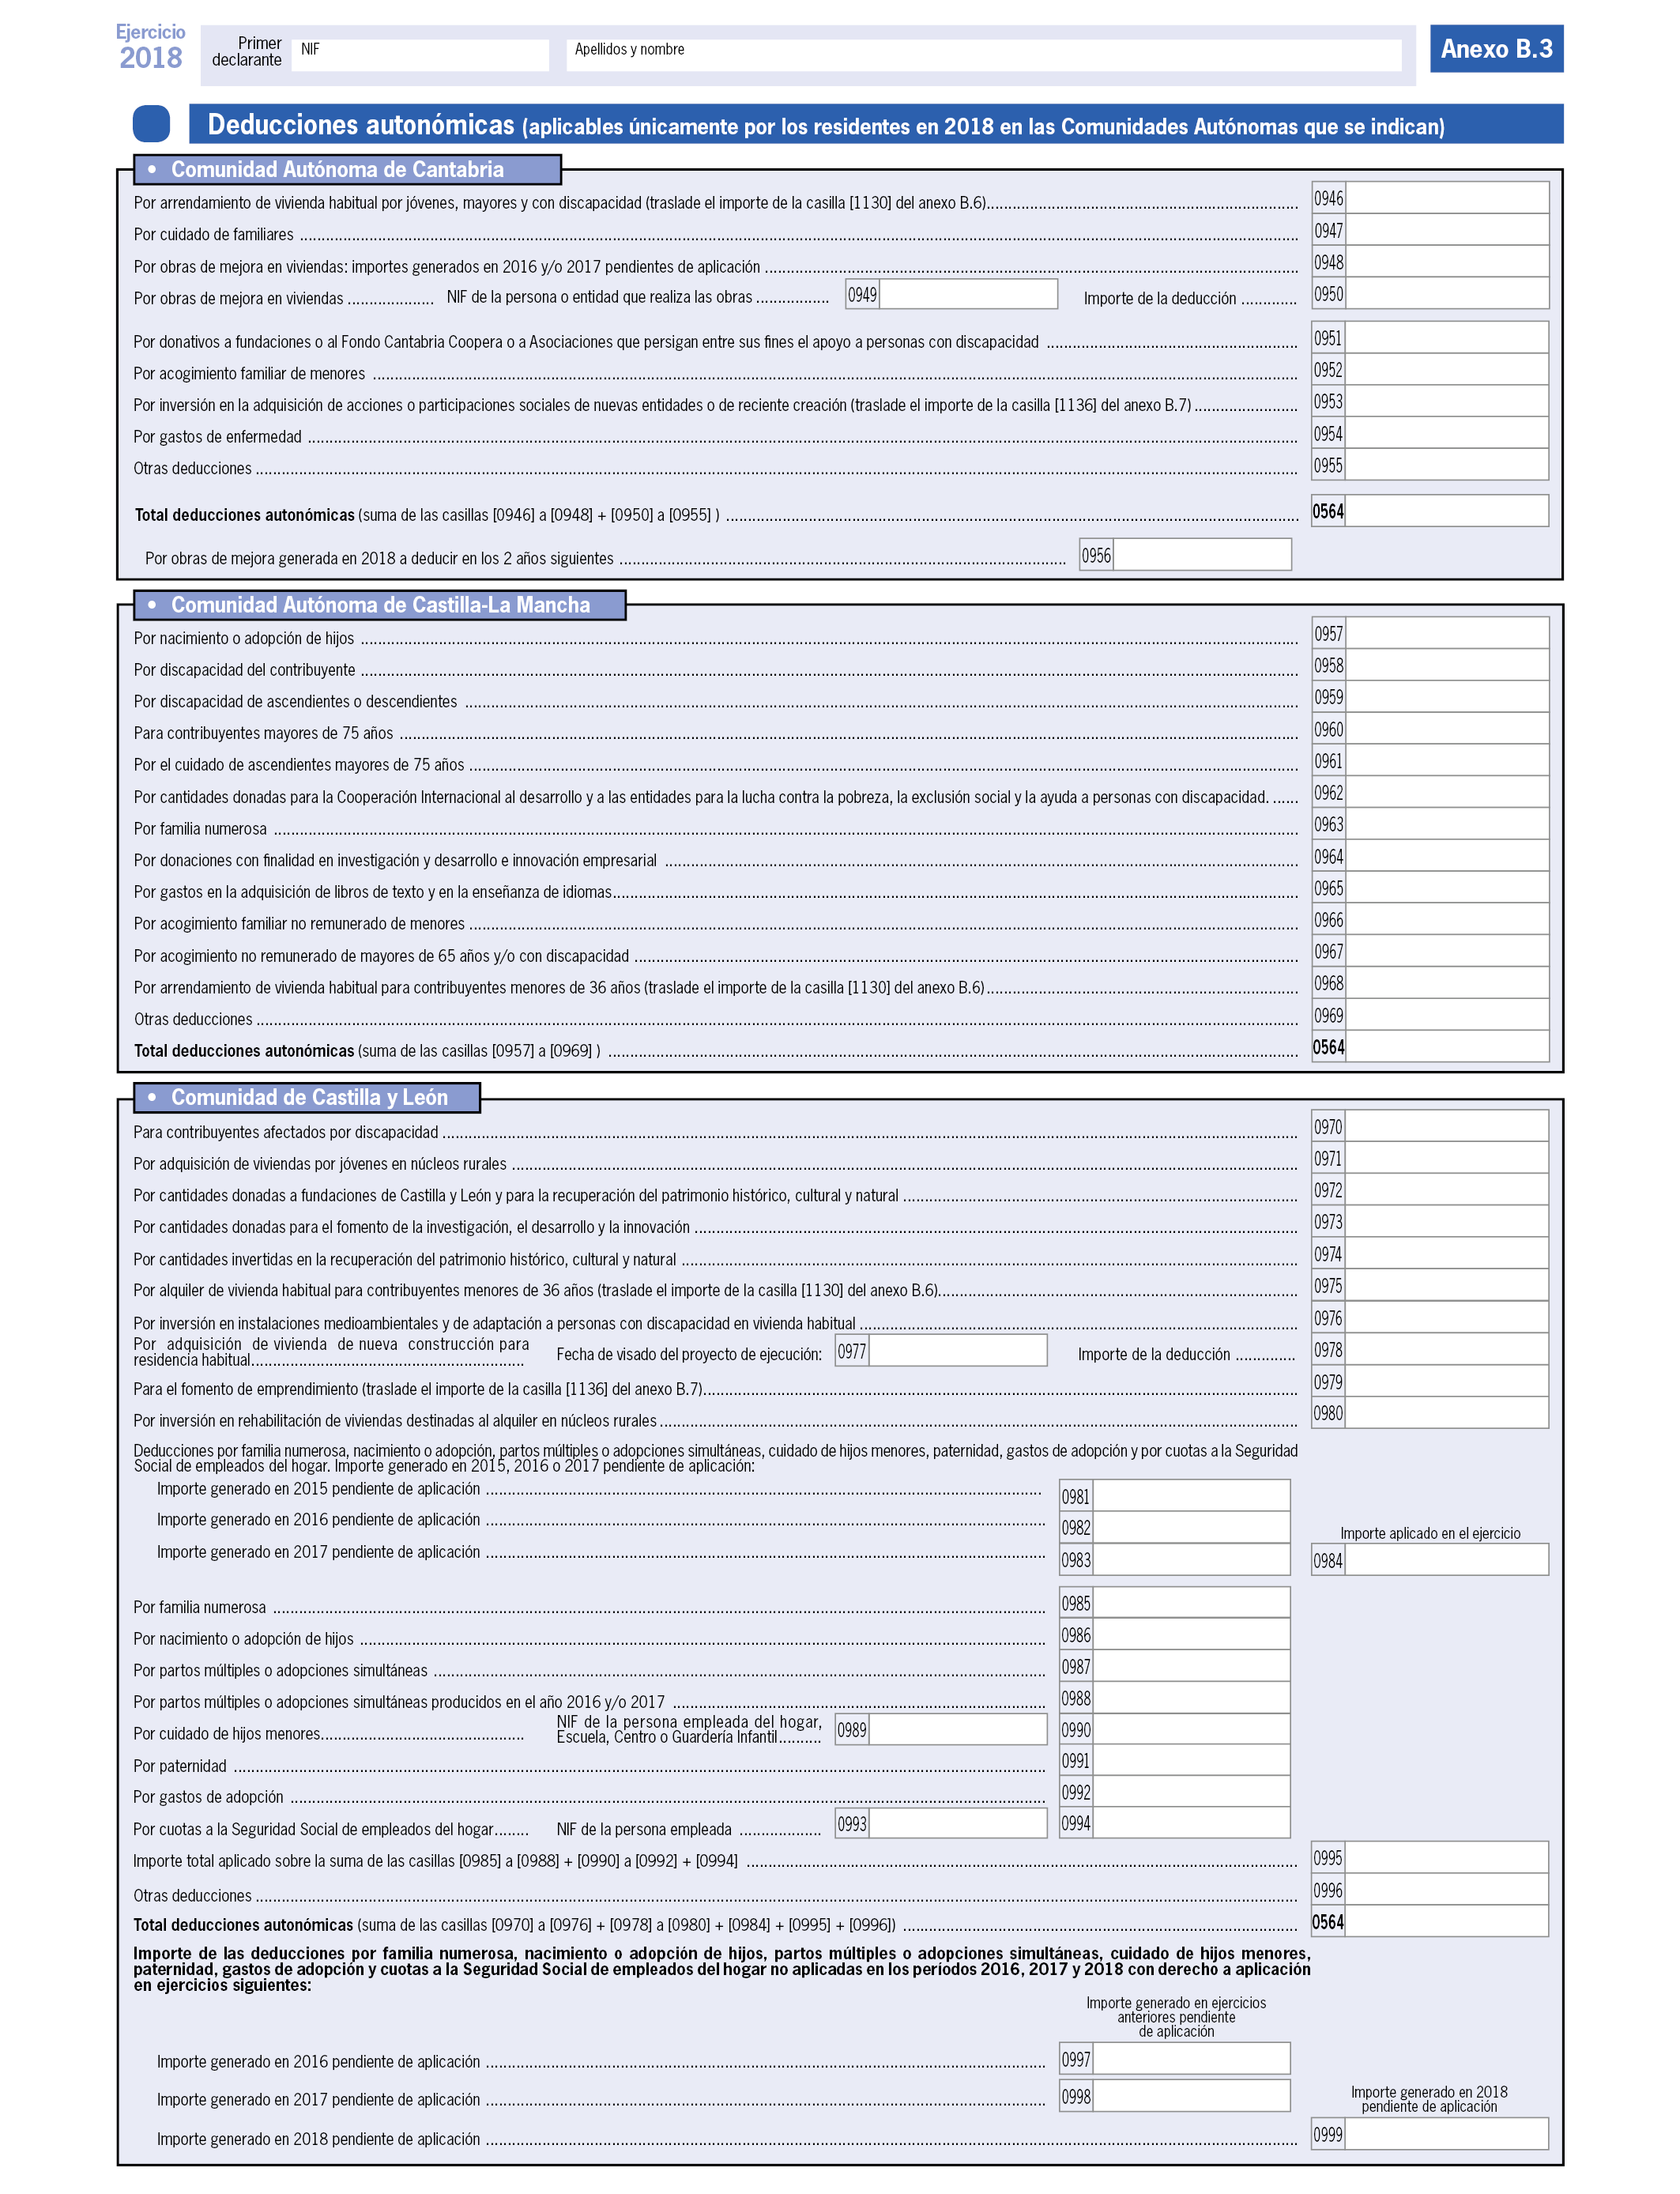 Ejercicio
2018
Primer
declarante
NIF
Apellidos y nombre
Anexo B.3
Deducciones autonómicas (aplicables únicamente por los residentes en 2018 en las Comunidades Autónomas que se indican)
• Comunidad Autónoma de Cantabria
Por arrendamiento de vivienda habitual por jóvenes, mayores y con discapacidad (traslade el importe de la casilla [1130] del anexo B.6) 0946
Por cuidado de familiares 0947
Por obras de mejora en viviendas: importes generados en 2016 y/o 2017 pendientes de aplicación 0948
Por obras de mejora en viviendas NIF de la persona o entidad que realiza las obras 0949 Importe de la deducción 0950
Por donativos a fundaciones o al Fondo Cantabria Coopera o a Asociaciones que persigan entre sus fines el apoyo a personas con discapacidad 0951
Por acogimiento familiar de menores 0952
Por inversión en la adquisición de acciones o participaciones sociales de nuevas entidades o de reciente creación (traslade el importe de la casilla [1136] del anexo B.7) 0953
Por gastos de enfermedad 0954
Otras deducciones 0955
Total deducciones autonómicas (suma de las casillas [0946] a [0948] + [0950] a [0955] ) 0564
Por obras de mejora generada en 2018 a deducir en los 2 años siguientes 0956
• Comunidad Autónoma de Castilla-La Mancha
Por nacimiento o adopción de hijos 0957
Por discapacidad del contribuyente 0958
Por discapacidad de ascendientes o descendientes 0959
Para contribuyentes mayores de 75 años 0960
Por el cuidado de ascendientes mayores de 75 años 0961
Por cantidades donadas para la Cooperación Internacional al desarrollo y a las entidades para la lucha contra la pobreza, la exclusión social y la ayuda a personas con discapacidad. 0962
Por familia numerosa 0963
Por donaciones con finalidad en investigación y desarrollo e innovación empresarial 0964
Por gastos en la adquisición de libros de texto y en la enseñanza de idiomas 0965
Por acogimiento familiar no remunerado de menores 0966
Por acogimiento no remunerado de mayores de 65 años y/o con discapacidad 0967
Por arrendamiento de vivienda habitual para contribuyentes menores de 36 años (traslade el importe de la casilla [1130] del anexo B.6) 0968
Otras deducciones 0969
Total deducciones autonómicas (suma de las casillas [0957] a [0969] ) 0564
• Comunidad de Castilla y León
Para contribuyentes afectados por discapacidad 0970
Por adquisición de viviendas por jóvenes en núcleos rurales 0971
Por cantidades donadas a fundaciones de Castilla y León y para la recuperación del patrimonio histórico, cultural y natural 0972
Por cantidades donadas para el fomento de la investigación, el desarrollo y la innovación 0973
Por cantidades invertidas en la recuperación del patrimonio histórico, cultural y natural 0974
Por alquiler de vivienda habitual para contribuyentes menores de 36 años (traslade el importe de la casilla [1130] del anexo B.6) 0975
Por inversión en instalaciones medioambientales y de adaptación a personas con discapacidad en vivienda habitual 0976
Por adquisición de vivienda de nueva construcción para
residencia habitual Fecha de visado del proyecto de ejecución: 0977 Importe de la deducción 0978
Para el fomento de emprendimiento (traslade el importe de la casilla [1136] del anexo B.7) 0979
Por inversión en rehabilitación de viviendas destinadas al alquiler en núcleos rurales 0980
Deducciones por familia numerosa, nacimiento o adopción, partos múltiples o adopciones simultáneas, cuidado de hijos menores, paternidad, gastos de adopción y por cuotas a la Seguridad
Social de empleados del hogar. Importe generado en 2015, 2016 o 2017 pendiente de aplicación:
Importe generado en 2015 pendiente de aplicación 0981
Importe generado en 2016 pendiente de aplicación 0982
Importe aplicado en el ejercicio
Importe generado en 2017 pendiente de aplicación 0983 0984
Por familia numerosa 0985
Por nacimiento o adopción de hijos 0986
Por partos múltiples o adopciones simultáneas 0987
Por partos múltiples o adopciones simultáneas producidos en el año 2016 y/o 2017 0988
NIF de la persona empleada del hogar,
Por cuidado de hijos menores Escuela, Centro o Guardería Infantil 0989 0990
Por paternidad 0991
Por gastos de adopción 0992
Por cuotas a la Seguridad Social de empleados del hogar NIF de la persona empleada 0993 0994
Importe total aplicado sobre la suma de las casillas [0985] a [0988] + [0990] a [0992] + [0994] 0995
Otras deducciones 0996
Total deducciones autonómicas (suma de las casillas [0970] a [0976] + [0978] a [0980] + [0984] + [0995] + [0996]) 0564
Importe de las deducciones por familia numerosa, nacimiento o adopción de hijos, partos múltiples o adopciones simultáneas, cuidado de hijos menores,
paternidad, gastos de adopción y cuotas a la Seguridad Social de empleados del hogar no aplicadas en los períodos 2016, 2017 y 2018 con derecho a aplicación
en ejercicios siguientes:
Importe generado en ejercicios
anteriores pendiente
de aplicación
Importe generado en 2016 pendiente de aplicación 0997
Importe generado en 2017 pendiente de aplicación 0998
Importe generado en 2018
pendiente de aplicación
Importe generado en 2018 pendiente de aplicación 0999